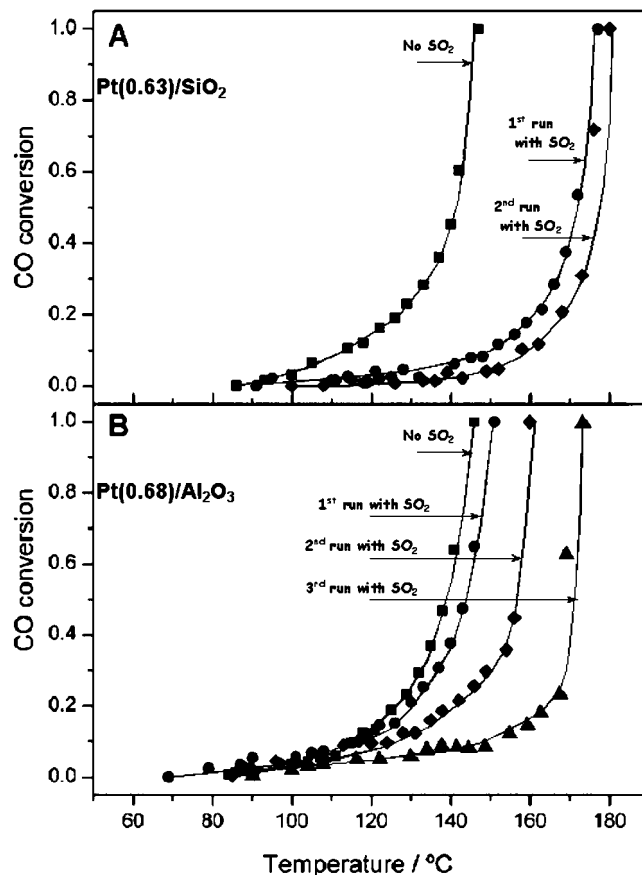 A
Pt(0.63)/SiO₂
No SO₂
1ˢᵗ run
with SO₂
2ⁿᵈ run
with SO₂
CO conversion
1.0
0.8
0.6
0.4
0.2
0.0
B
Pt(0.68)/Al₂O₃
No SO₂
1ˢᵗ run with SO₂
2ⁿᵈ run with SO₂
3ʳᵈ run with SO₂
CO conversion
1.0
0.8
0.6
0.4
0.2
0.0
60 80 100 120 140 160 180
Temperature / ºC